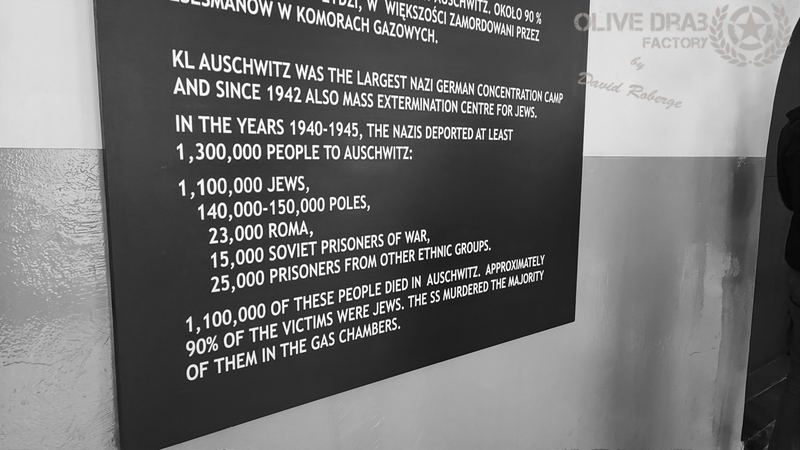 W WIĘKSZOŚCI ZAMORDOWANI PRZEZ
W KOMORACH GAZOWYCH.
KL AUSCHWITZ WAS THE LARGEST NAZI GERMAN CONCENTRATION CAMP
AND SINCE 1942 ALSO MASS EXTERMINATION CENTRE FOR JEWS.
IN THE YEARS 1940-1945, THE NAZIS DEPORTED AT LEAST
1,300,000 PEOPLE TO AUSCHWITZ:
1,100,000 JEWS,
140,000-150,000 POLES,
23,000 ROMA,
15,000 SOVIET PRISONERS OF WAR,
25,000 PRISONERS FROM OTHER ETHNIC GROUPS.
1,100,000 OF THESE PEOPLE DIED IN AUSCHWITZ. APPROXIMATELY
90% OF THE VICTIMS WERE JEWS. THE SS MURDERED THE MAJORITY
OF THEM IN THE GAS CHAMBERS.
OLIVE DRAB
FACTORY
by
David Roberge